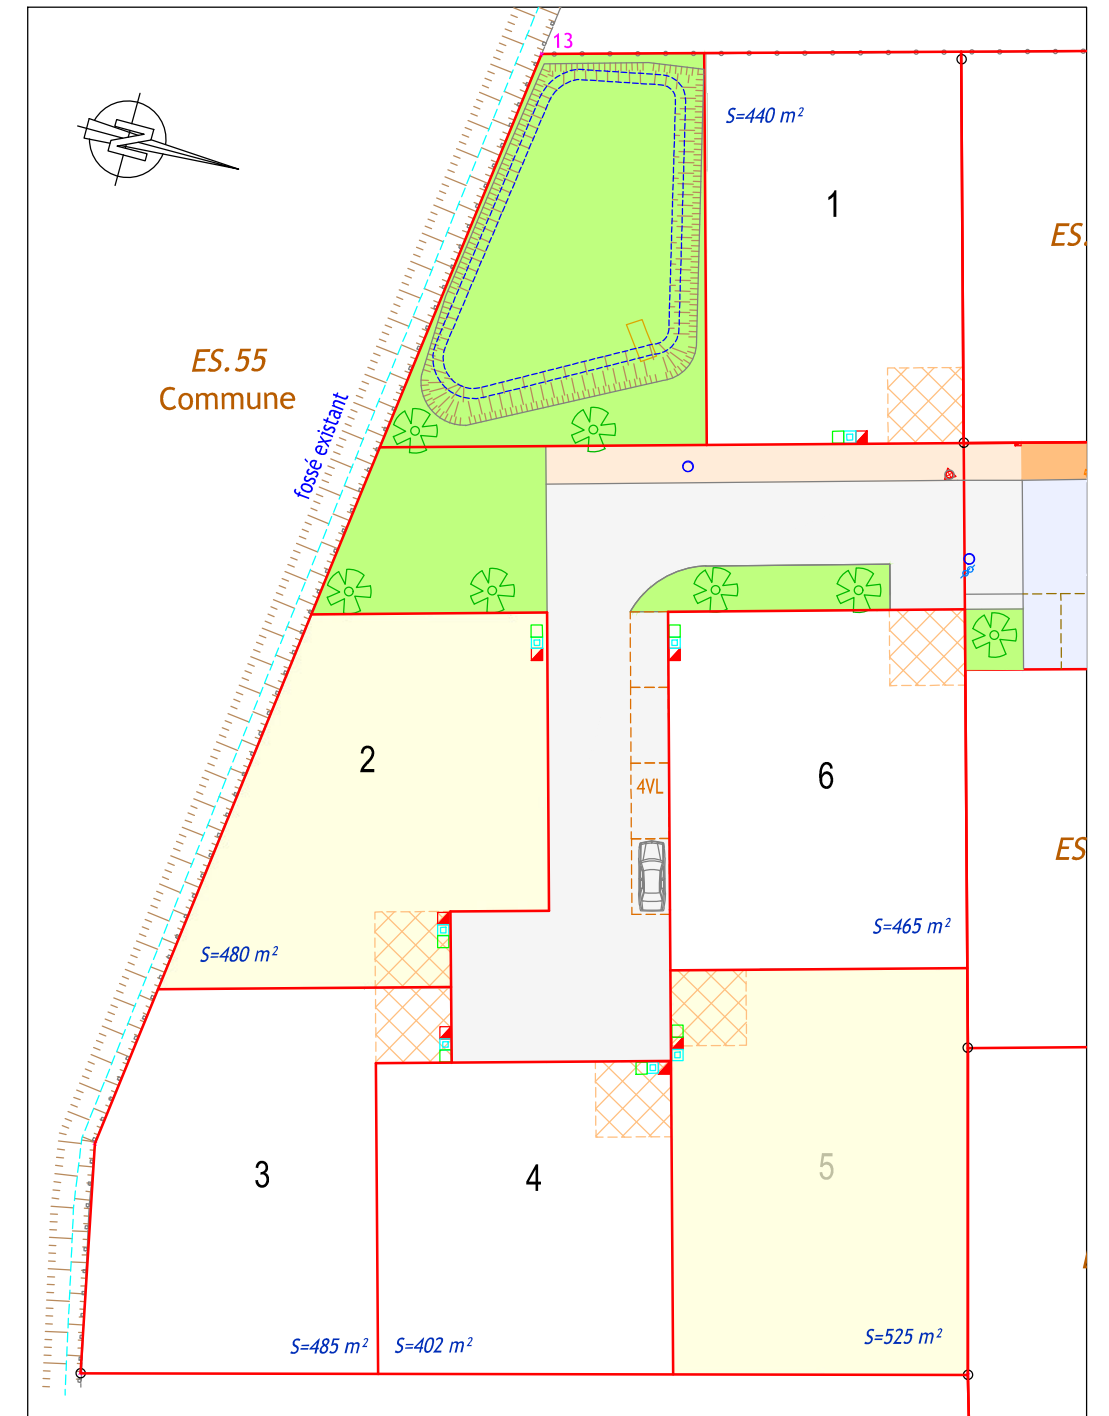 13
S=440 m²
1
N
ES.
ES.55
Commune
fossé existant
2
6
4VL
S=465 m²
ES
S=480 m²
3
4
5
S=485 m²
S=402 m²
S=525 m²